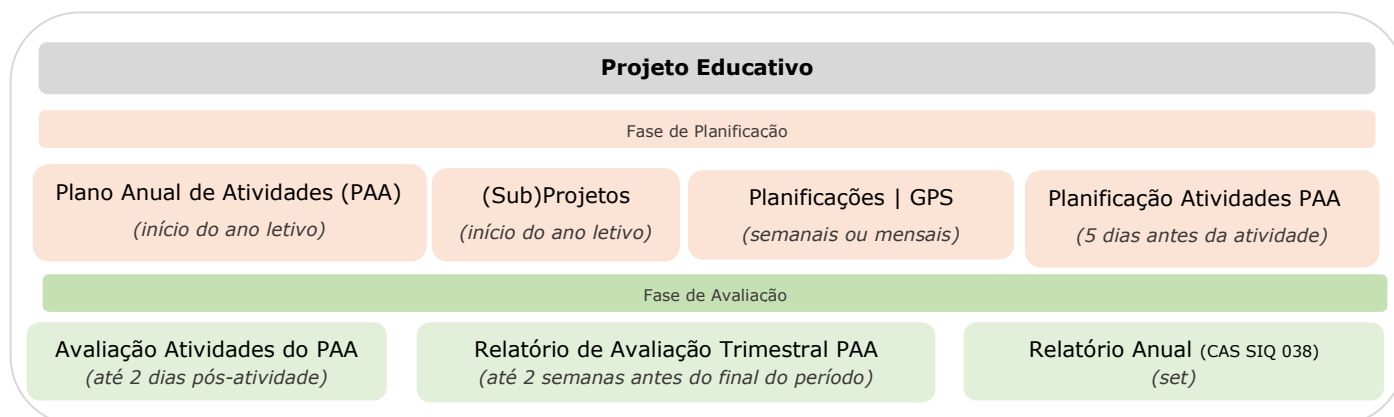 Projeto Educativo
Fase de Planificação
Plano Anual de Atividades (PAA)
(início do ano letivo)
(Sub)Projetos
(início do ano letivo)
Planificações | GPS
(semanais ou mensais)
Planificação Atividades PAA
(5 dias antes da atividade)
Fase de Avaliação
Avaliação Atividades do PAA
(até 2 dias pós-atividade)
Relatório de Avaliação Trimestral PAA
(até 2 semanas antes do final do período)
Relatório Anual (CAS SIQ 038)
(set)